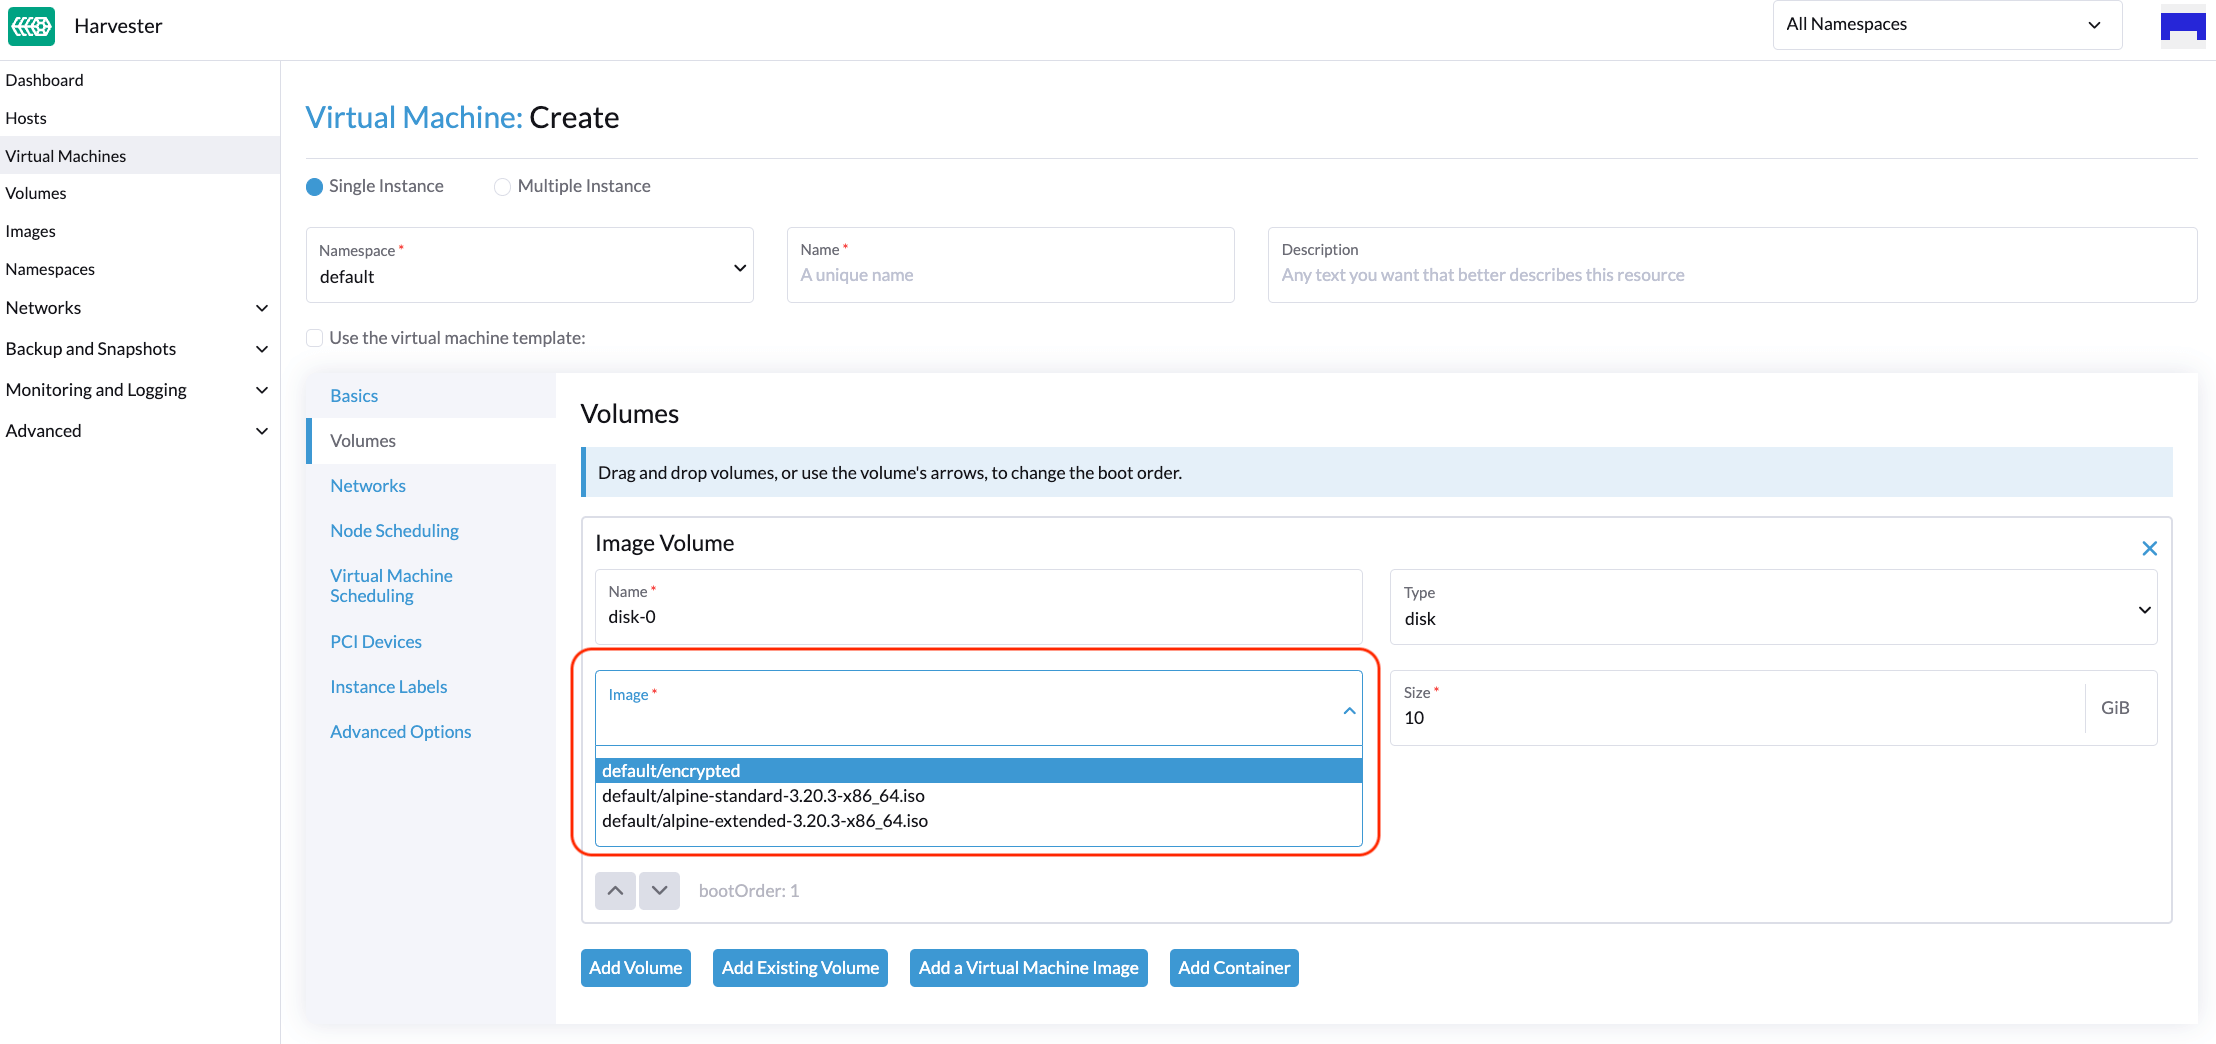 Harvester
All Namespaces
Dashboard
Hosts
Virtual Machines
Volumes
Images
Namespaces
Networks
Backup and Snapshots
Monitoring and Logging
Advanced
Virtual Machine: Create
Single Instance
Multiple Instance
Namespace *
default
Name *
A unique name
Description
Any text you want that better describes this resource
Use the virtual machine template:
Basics
Volumes
Networks
Node Scheduling
Virtual Machine
Scheduling
PCI Devices
Instance Labels
Advanced Options
Volumes
Drag and drop volumes, or use the volume's arrows, to change the boot order.
Image Volume
Name *
disk-0
Type
disk
Image *
Size *
10
GiB
default/encrypted
default/alpine-standard-3.20.3-x86_64.iso
default/alpine-extended-3.20.3-x86_64.iso
bootOrder: 1
Add Volume
Add Existing Volume
Add a Virtual Machine Image
Add Container